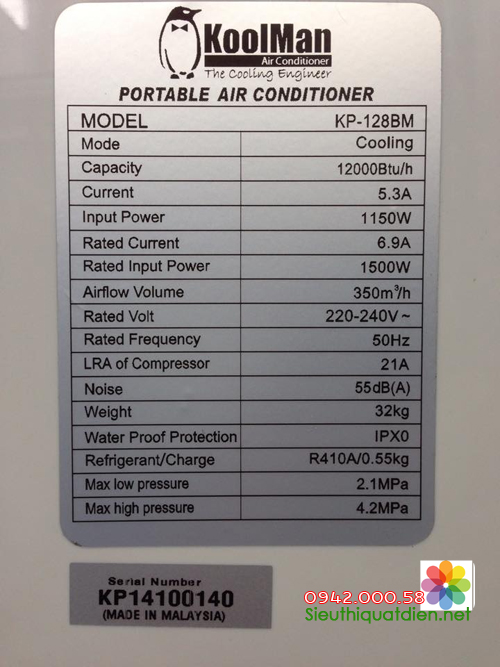 KoolMan
Air Conditioner
The Cooling Engineer
PORTABLE AIR CONDITIONER
MODEL KP-128BM
Mode Cooling
Capacity 12000Btu/h
Current 5.3A
Input Power 1150W
Rated Current 6.9A
Rated Input Power 1500W
Airflow Volume 350m³/h
Rated Volt 220-240V~
Rated Frequency 50Hz
LRA of Compressor 21A
Noise 55dB(A)
Weight 32kg
Water Proof Protection IPX0
Refrigerant/Charge R410A/0.55kg
Max low pressure 2.1MPa
Max high pressure 4.2MPa
Serial Number
KP14100140
(MADE IN MALAYSIA)
0942.000.58
Sieuthiquatdien.net